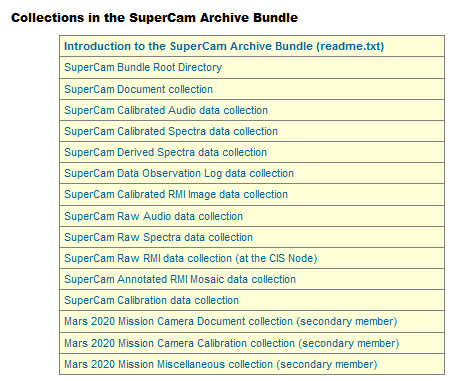 Collections in the SuperCam Archive Bundle
Introduction to the SuperCam Archive Bundle (readme.txt)
SuperCam Bundle Root Directory
SuperCam Document collection
SuperCam Calibrated Audio data collection
SuperCam Calibrated Spectra data collection
SuperCam Derived Spectra data collection
SuperCam Data Observation Log data collection
SuperCam Calibrated RMI Image data collection
SuperCam Raw Audio data collection
SuperCam Raw Spectra data collection
SuperCam Raw RMI data collection (at the CIS Node)
SuperCam Annotated RMI Mosaic data collection
SuperCam Calibration data collection
Mars 2020 Mission Camera Document collection (secondary member)
Mars 2020 Mission Camera Calibration collection (secondary member)
Mars 2020 Mission Miscellaneous collection (secondary member)